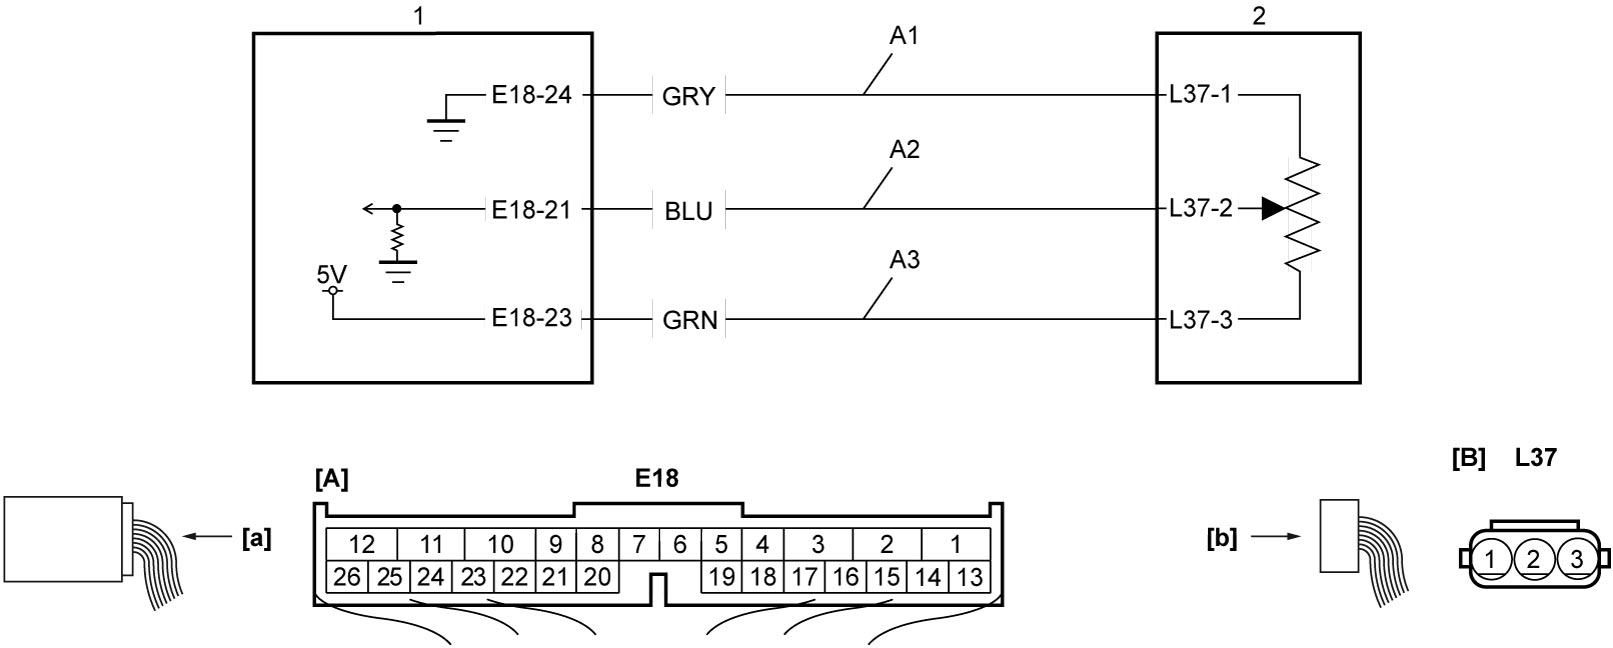 1 2
A1
E18-24 GRY L37-1
A2
E18-21 BLU L37-2
A3
5V
E18-23 GRN L37-3
[B] L37
[A] E18
[a] 12 11 10 9 8 7 6 5 4 3 2 1 [b] 1 2 3
26 25 24 23 22 21 20 19 18 17 16 15 14 13